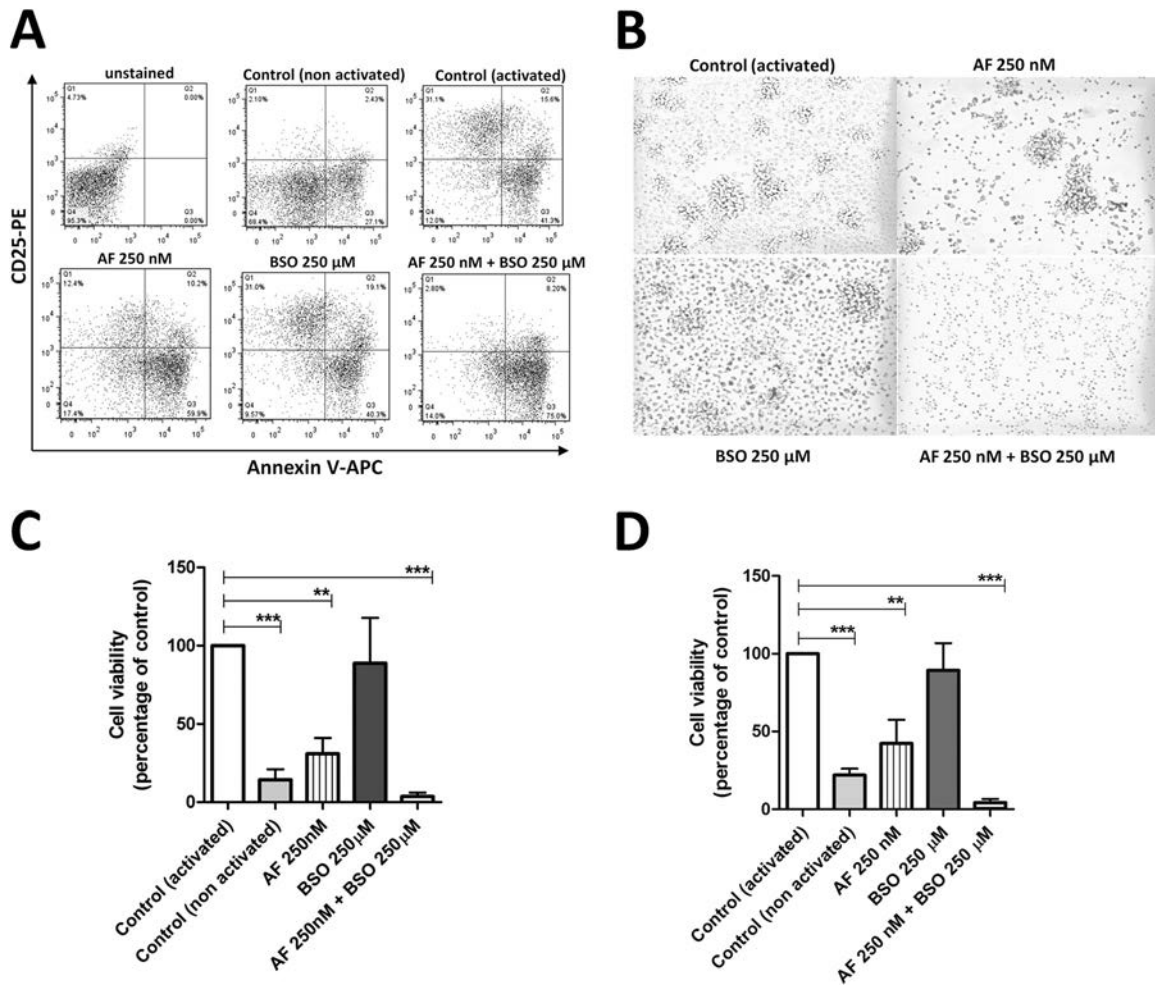 A
unstained
Control (non activated)
Control (activated)
Q1
4.73%
Q2
0.00%
Q4
95.3%
Q3
0.00%
Q1
2.10%
Q2
2.43%
Q4
68.4%
Q3
27.1%
Q1
31.1%
Q2
15.6%
Q4
12.0%
Q3
41.3%
AF 250 nM
BSO 250 µM
AF 250 nM + BSO 250 µM
Q1
12.4%
Q2
10.2%
Q4
17.4%
Q3
59.9%
Q1
31.0%
Q2
19.1%
Q4
9.57%
Q3
40.3%
Q1
2.80%
Q2
8.20%
Q4
14.0%
Q3
75.0%
CD25-PE
Annexin V-APC
B
Control (activated)
AF 250 nM
BSO 250 µM
AF 250 nM + BSO 250 µM
C
Cell viability
(percentage of control)
150
100
50
0
***
**
***
Control (activated)
Control (non activated)
AF 250nM
BSO 250µM
AF 250nM + BSO 250µM
D
Cell viability
(percentage of control)
150
100
50
0
***
**
***
Control (activated)
Control (non activated)
AF 250 nM
BSO 250 µM
AF 250 nM + BSO 250 µM